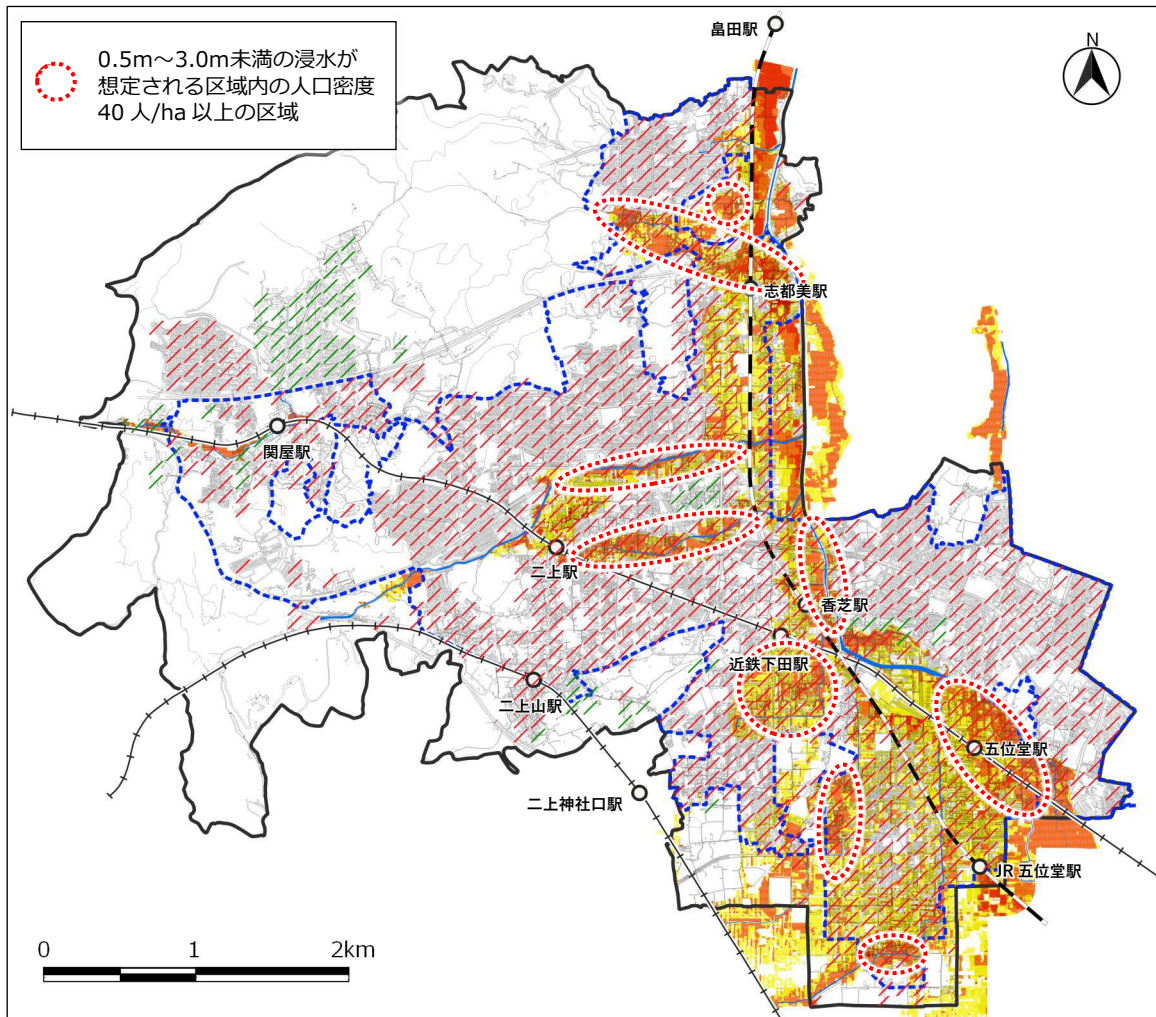 0.5m～3.0m未満の浸水が
想定される区域内の人口密度
40 人/ha 以上の区域
畠田駅
N
志都美駅
関屋駅
二上駅
香芝駅
近鉄下田駅
二上山駅
五位堂駅
二上神社口駅
JR 五位堂駅
0 1 2km